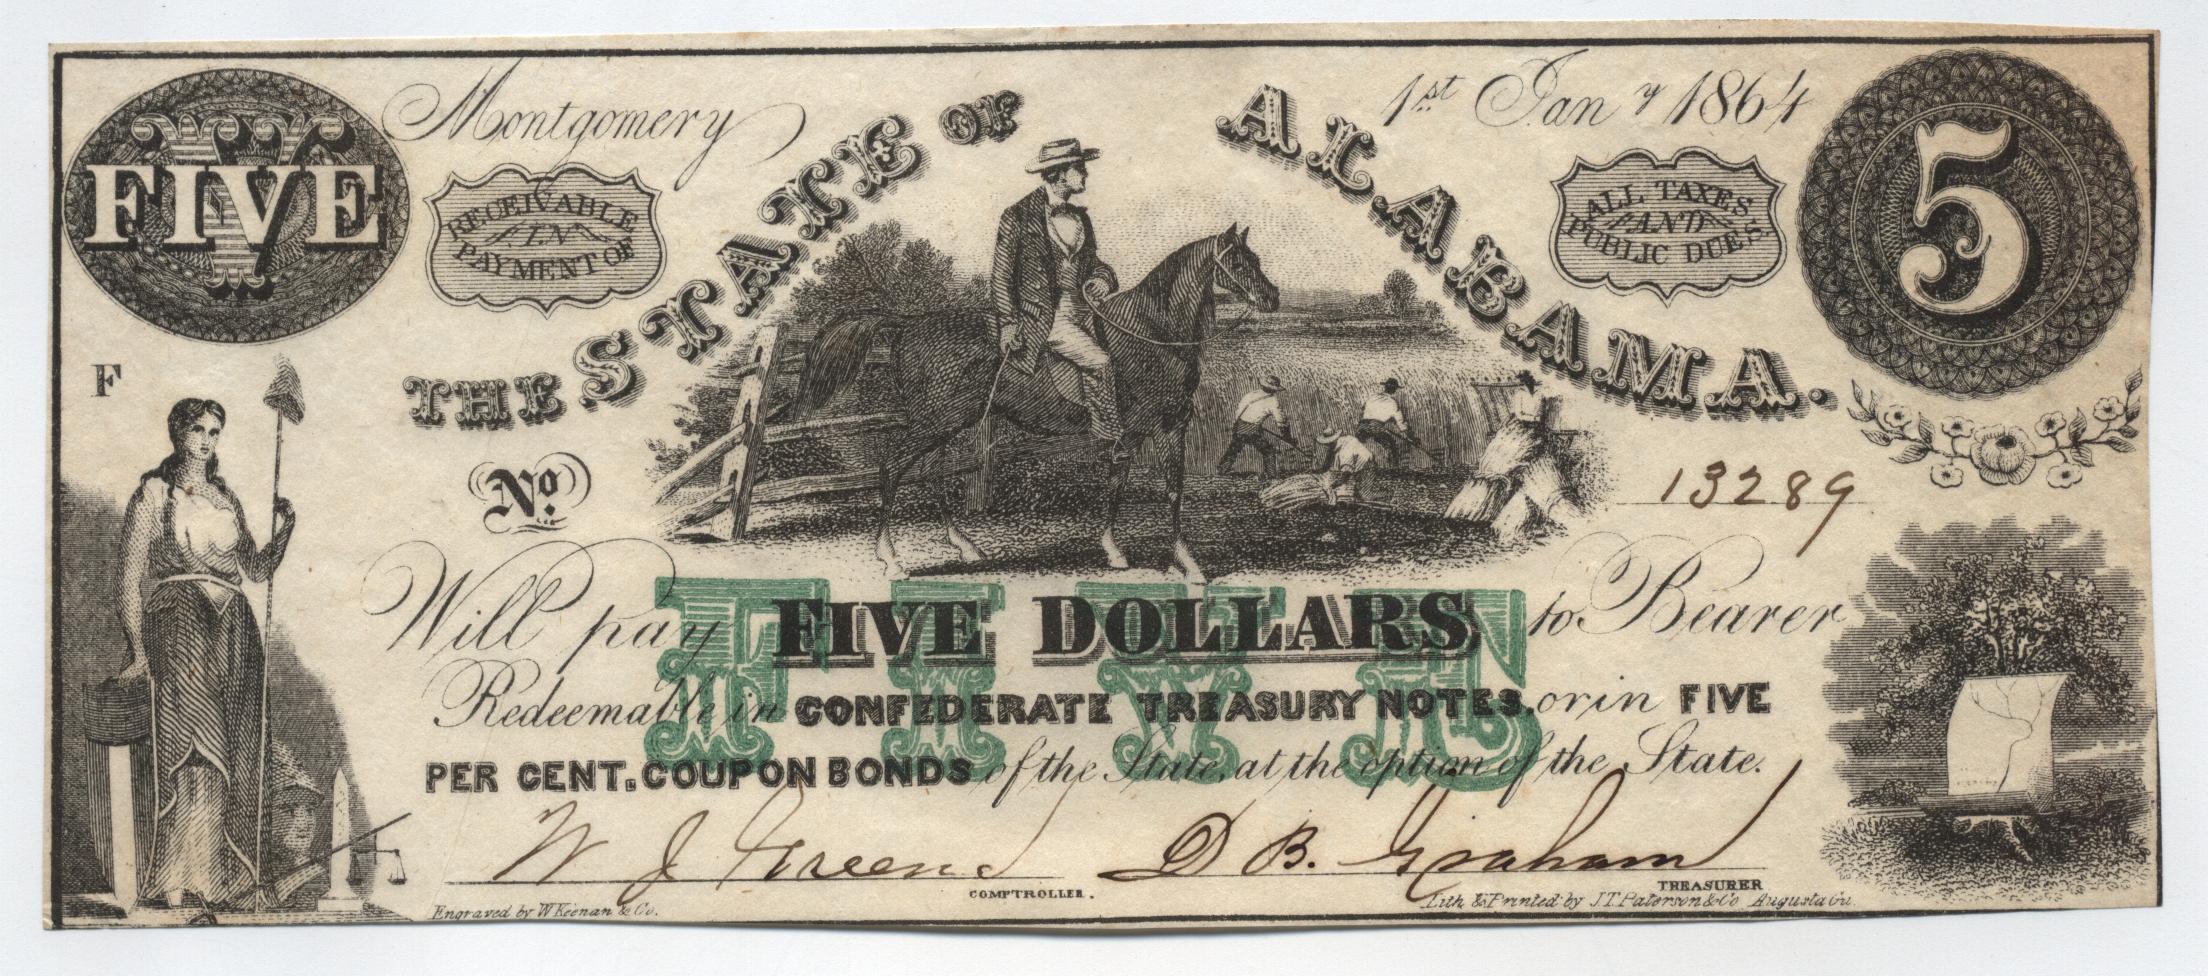 Montgomery 1st Jany 1864
FIVE
V
5
RECEIVABLE
IN
PAYMENT OF
ALL TAXES
AND
PUBLIC DUES
THE STATE OF ALABAMA.
F
No. 13289
Will pay FIVE DOLLARS to Bearer
FIVE
Redeemable in CONFEDERATE TREASURY NOTES, or in FIVE
PER CENT. COUPON BONDS of the State, at the option of the State.
W J Greene D B. Graham
COMPTROLLER. TREASURER
Engraved by W Keenan & Co. Lith & Printed by J.T. Paterson & Co Augusta Ga.